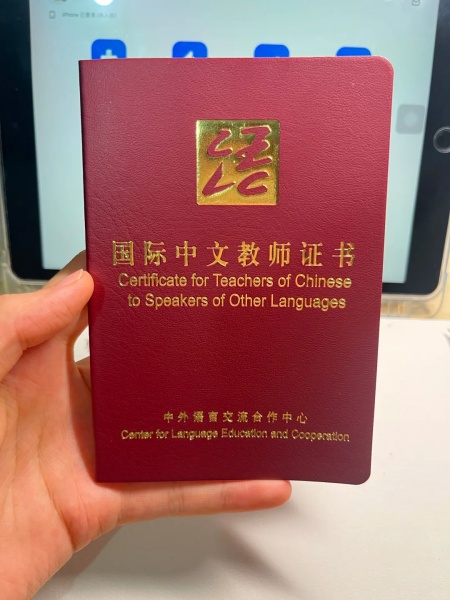 国际中文教师证书
Certificate for Teachers of Chinese
to Speakers of Other Languages
中外语言交流合作中心
Center for Language Education and Cooperation